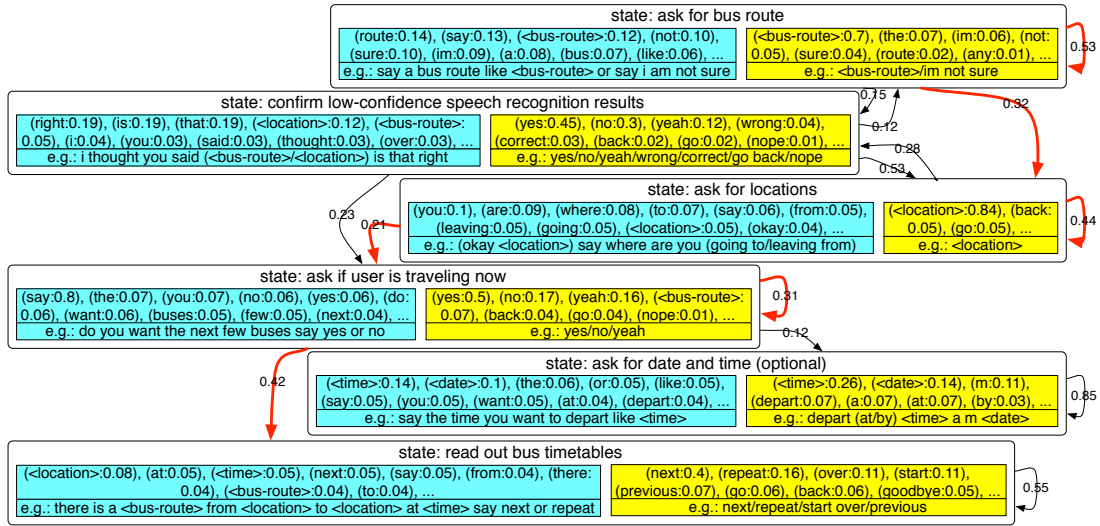 state: ask for bus route
(route:0.14), (say:0.13), (<bus-route>:0.12), (not:0.10),
(sure:0.10), (im:0.09), (a:0.08), (bus:0.07), (like:0.06), ...
e.g.: say a bus route like <bus-route> or say i am not sure
(<bus-route>:0.7), (the:0.07), (im:0.06), (not:
0.05), (sure:0.04), (route:0.02), (any:0.01), ...
e.g.: <bus-route>/im not sure
0.53
0.15
0.32
0.12
state: confirm low-confidence speech recognition results
(right:0.19), (is:0.19), (that:0.19), (<location>:0.12), (<bus-route>:
0.05), (i:0.04), (you:0.03), (said:0.03), (thought:0.03), (over:0.03), ...
e.g.: i thought you said (<bus-route>/<location>) is that right
(yes:0.45), (no:0.3), (yeah:0.12), (wrong:0.04),
(correct:0.03), (back:0.02), (go:0.02), (nope:0.01), ...
e.g.: yes/no/yeah/wrong/correct/go back/nope
0.28
0.53
0.23
0.21
state: ask for locations
(you:0.1), (are:0.09), (where:0.08), (to:0.07), (say:0.06), (from:0.05),
(leaving:0.05), (going:0.05), (<location>:0.05), (okay:0.04), ...
e.g.: (okay <location>) say where are you (going to/leaving from)
(<location>:0.84), (back:
0.05), (go:0.05), ...
e.g.: <location>
0.44
state: ask if user is traveling now
(say:0.8), (the:0.07), (you:0.07), (no:0.06), (yes:0.06), (do:
0.06), (want:0.06), (buses:0.05), (few:0.05), (next:0.04), ...
e.g.: do you want the next few buses say yes or no
(yes:0.5), (no:0.17), (yeah:0.16), (<bus-route>:
0.07), (back:0.04), (go:0.04), (nope:0.01), ...
e.g.: yes/no/yeah
0.31
0.12
0.42
state: ask for date and time (optional)
(<time>:0.14), (<date>:0.1), (the:0.06), (or:0.05), (like:0.05),
(say:0.05), (you:0.05), (want:0.05), (at:0.04), (depart:0.04), ...
e.g.: say the time you want to depart like <time>
(<time>:0.26), (<date>:0.14), (m:0.11),
(depart:0.07), (a:0.07), (at:0.07), (by:0.03), ...
e.g.: depart (at/by) <time> a m <date>
0.85
state: read out bus timetables
(<location>:0.08), (at:0.05), (<time>:0.05), (next:0.05), (say:0.05), (from:0.04), (there:
0.04), (<bus-route>:0.04), (to:0.04), ...
e.g.: there is a <bus-route> from <location> to <location> at <time> say next or repeat
(next:0.4), (repeat:0.16), (over:0.11), (start:0.11),
(previous:0.07), (go:0.06), (back:0.06), (goodbye:0.05), ...
e.g.: next/repeat/start over/previous
0.55